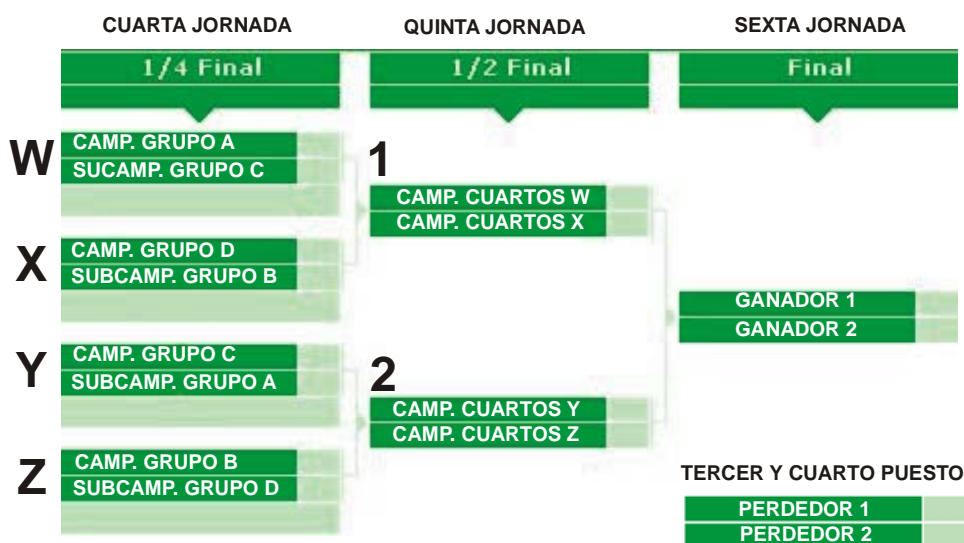 CUARTA JORNADA
QUINTA JORNADA
SEXTA JORNADA
1/4 Final
1/2 Final
Final
W
CAMP. GRUPO A
SUCAMP. GRUPO C
1
CAMP. CUARTOS W
CAMP. CUARTOS X
X
CAMP. GRUPO D
SUBCAMP. GRUPO B
GANADOR 1
GANADOR 2
Y
CAMP. GRUPO C
SUBCAMP. GRUPO A
2
CAMP. CUARTOS Y
CAMP. CUARTOS Z
Z
CAMP. GRUPO B
SUBCAMP. GRUPO D
TERCER Y CUARTO PUESTO
PERDEDOR 1
PERDEDOR 2